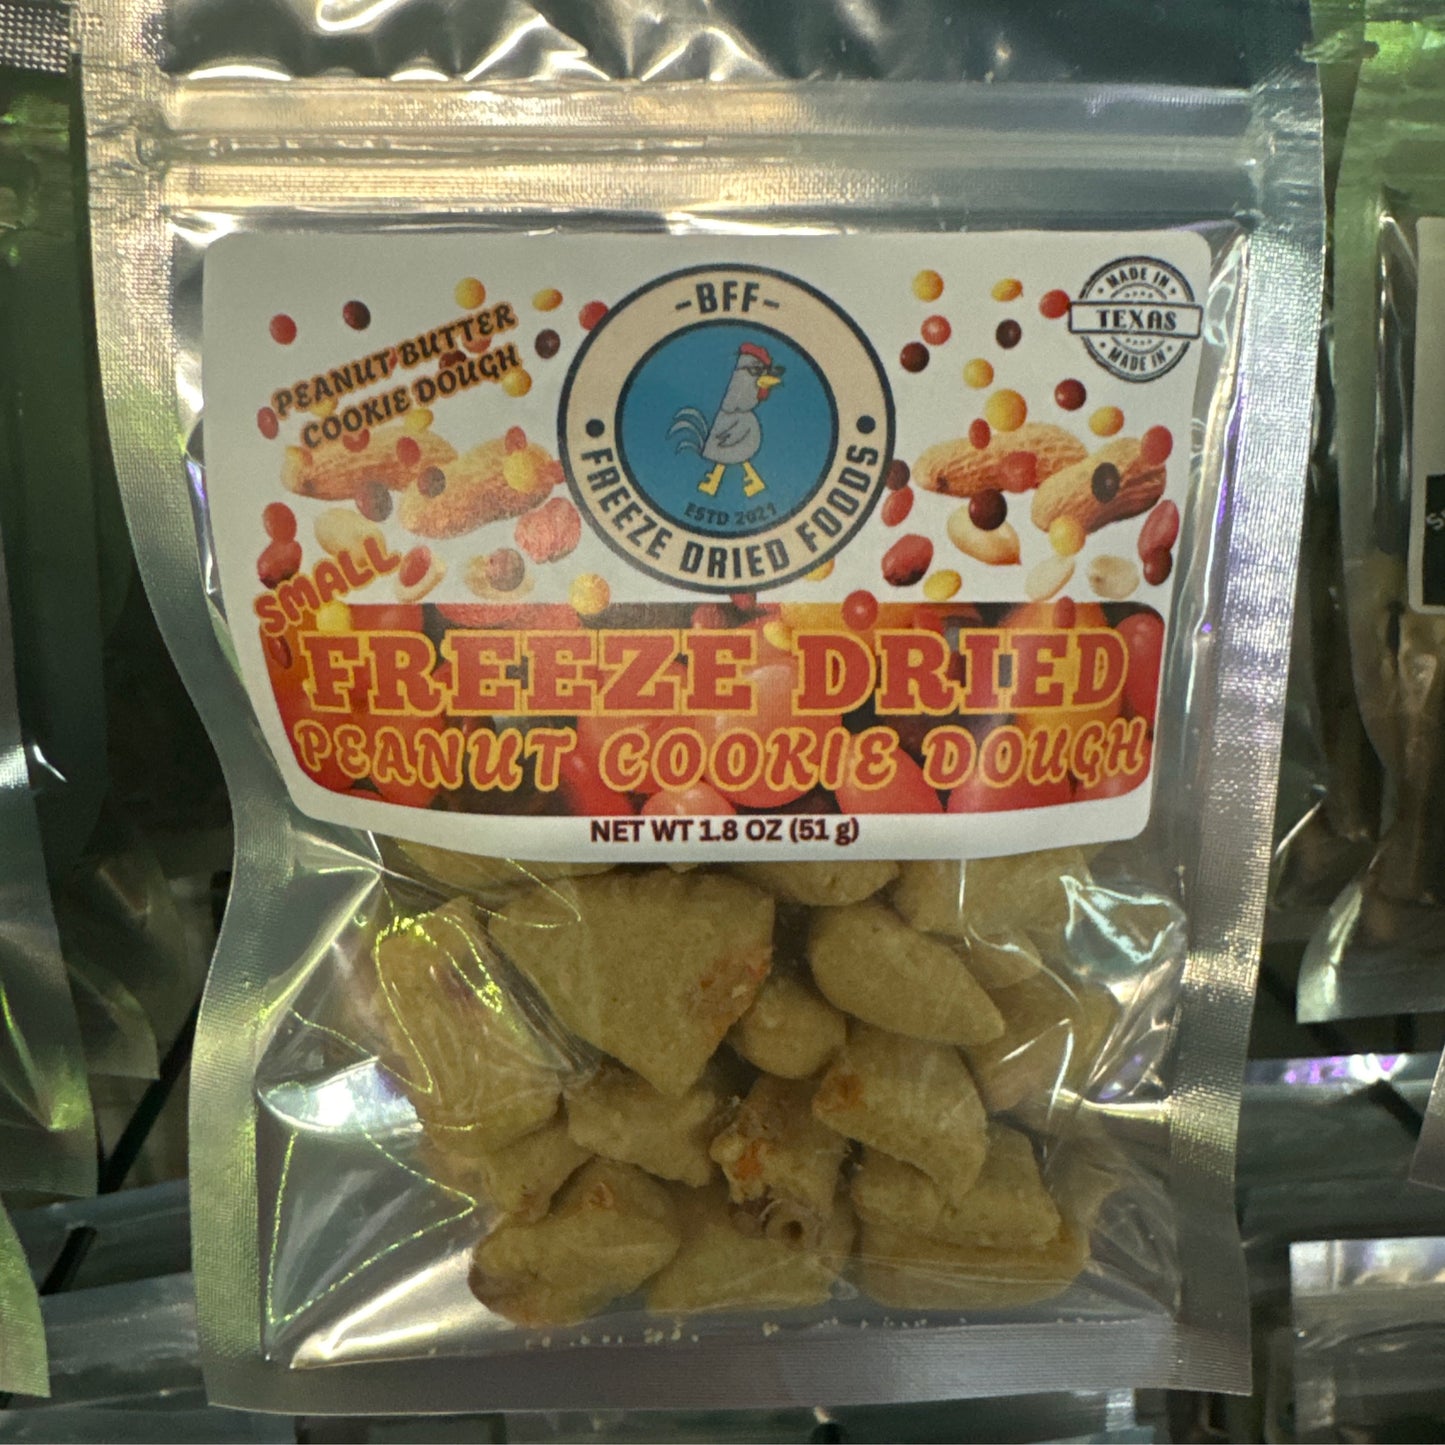 -BFF-
FREEZE DRIED FOODS
ESTD 2021
MADE IN
TEXAS
MADE IN
PEANUT BUTTER
COOKIE DOUGH
SMALL
FREEZE DRIED
PEANUT COOKIE DOUGH
NET WT 1.8 OZ (51 g)